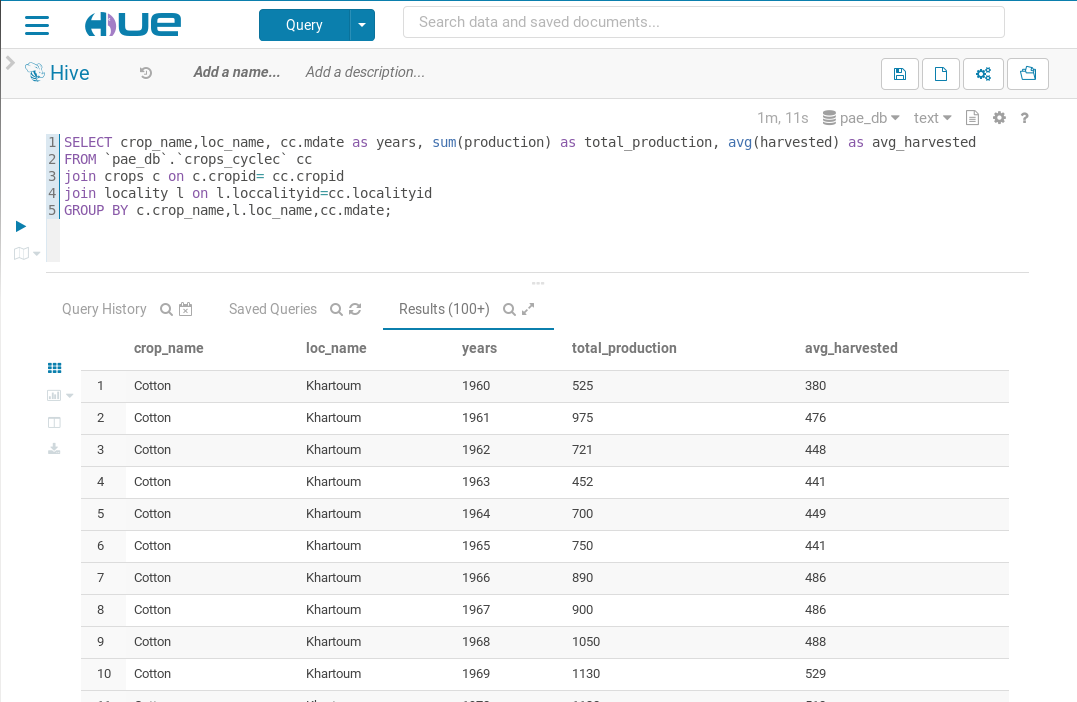 HUE
Query
Search data and saved documents...
Hive
Add a name...
Add a description...
1m, 11s
pae_db
text
?
1 SELECT crop_name,loc_name, cc.mdate as years, sum(production) as total_production, avg(harvested) as avg_harvested
2 FROM `pae_db`.`crops_cyclec` cc
3 join crops c on c.cropid= cc.cropid
4 join locality l on l.loccalityid=cc.localityid
5 GROUP BY c.crop_name,l.loc_name,cc.mdate;
Query History
Saved Queries
Results (100+)
crop_name loc_name years total_production avg_harvested
1 Cotton Khartoum 1960 525 380
2 Cotton Khartoum 1961 975 476
3 Cotton Khartoum 1962 721 448
4 Cotton Khartoum 1963 452 441
5 Cotton Khartoum 1964 700 449
6 Cotton Khartoum 1965 750 441
7 Cotton Khartoum 1966 890 486
8 Cotton Khartoum 1967 900 486
9 Cotton Khartoum 1968 1050 488
10 Cotton Khartoum 1969 1130 529